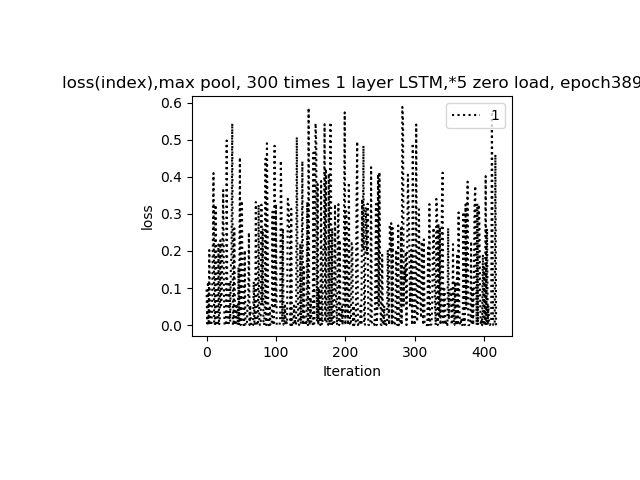 loss(index),max pool, 300 times 1 layer LSTM,*5 zero load, epoch389
0.6
1
0.5
0.4
0.3
0.2
0.1
0.0
loss
0 100 200 300 400
Iteration